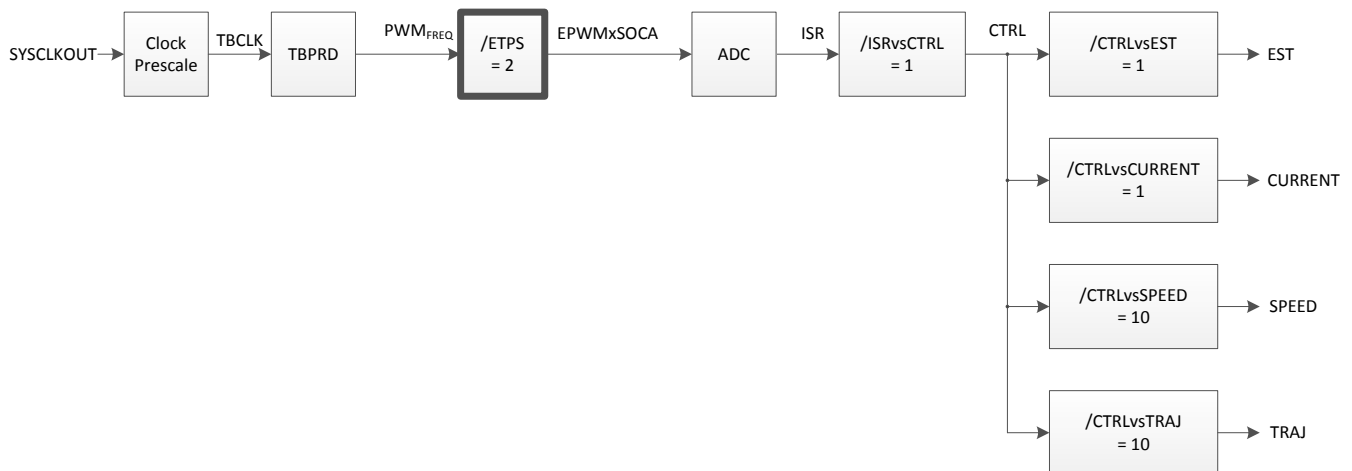 SYSCLKOUT
Clock
Prescale
TBCLK
TBPRD
PWMFREQ
/ETPS
= 2
EPWMxSOCA
ADC
ISR
/ISRvsCTRL
= 1
CTRL
/CTRLvsEST
= 1
EST
/CTRLvsCURRENT
= 1
CURRENT
/CTRLvsSPEED
= 10
SPEED
/CTRLvsTRAJ
= 10
TRAJ